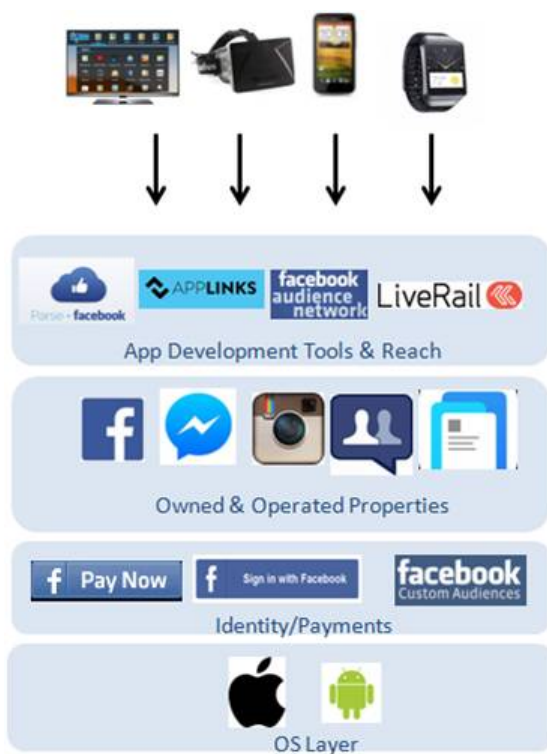 Parse + facebook
APPLINKS
facebook
audience
network
LiveRail
App Development Tools & Reach
Owned & Operated Properties
f Pay Now
f Sign in with Facebook
facebook
Custom Audiences
Identity/Payments
OS Layer